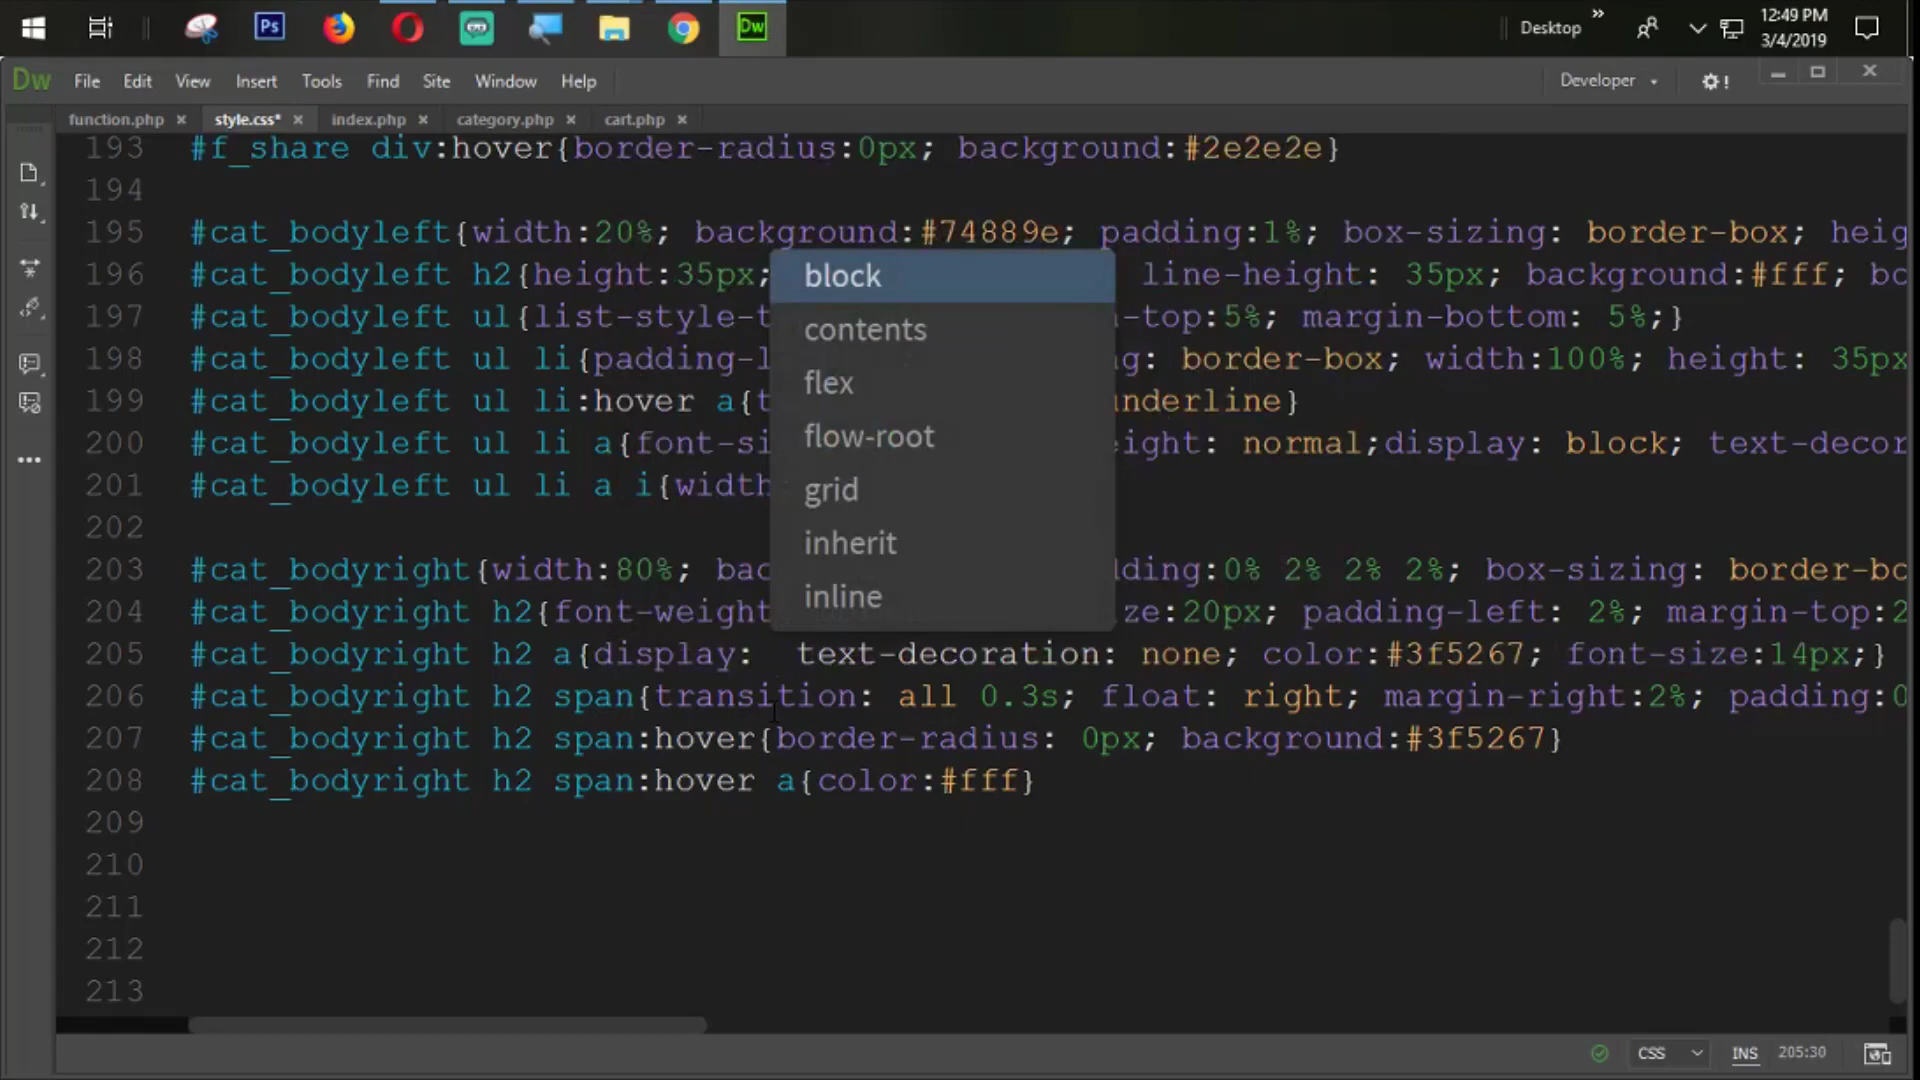 Ps
Dw
Desktop
»
12:49 PM
3/4/2019
Dw File Edit View Insert Tools Find Site Window Help
Developer
!
function.php × style.css* × index.php × category.php × cart.php ×
193 #f_share div:hover{border-radius:0px; background:#2e2e2e}
194
195 #cat_bodyleft{width:20%; background:#74889e; padding:1%; box-sizing: border-box; heig
196 #cat_bodyleft h2{height:35px; line-height: 35px; background:#fff; bo
197 #cat_bodyleft ul{list-style-t n-top:5%; margin-bottom: 5%;}
198 #cat_bodyleft ul li{padding-l ng: border-box; width:100%; height: 35px
199 #cat_bodyleft ul li:hover a{t underline}
200 #cat_bodyleft ul li a{font-si eight: normal;display: block; text-decor
201 #cat_bodyleft ul li a i{width
202
203 #cat_bodyright{width:80%; bac dding:0% 2% 2% 2%; box-sizing: border-bo
204 #cat_bodyright h2{font-weight ze:20px; padding-left: 2%; margin-top:2
205 #cat_bodyright h2 a{display: text-decoration: none; color:#3f5267; font-size:14px;}
206 #cat_bodyright h2 span{transition: all 0.3s; float: right; margin-right:2%; padding:0
207 #cat_bodyright h2 span:hover{border-radius: 0px; background:#3f5267}
208 #cat_bodyright h2 span:hover a{color:#fff}
209
210
211
212
213
block
contents
flex
flow-root
grid
inherit
inline
CSS INS 205:30